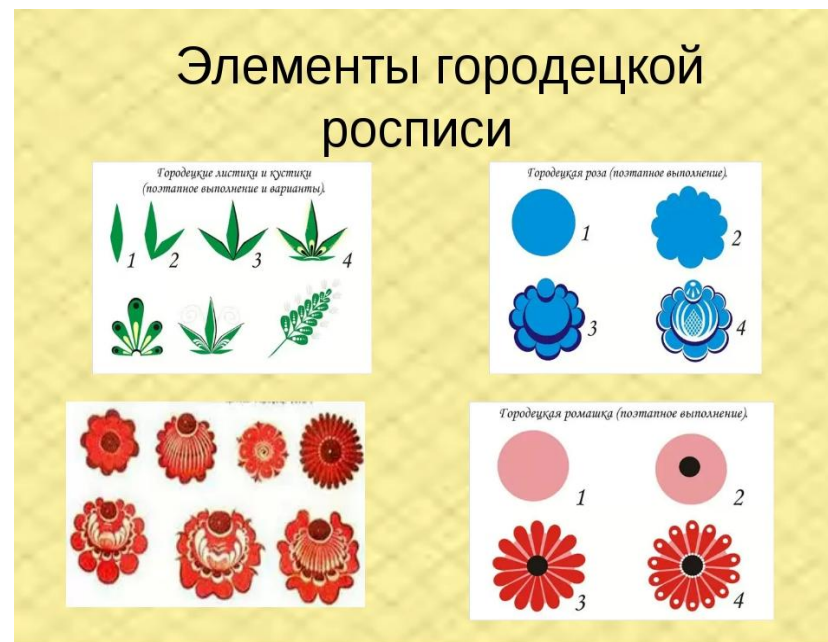 Элементы городецкой
росписи
Городецкие листики и кустики
(поэтапное выполнение и варианты).
1
2
3
4
Городецкая роза (поэтапное выполнение).
1
2
3
4
Городецкая ромашка (поэтапное выполнение).
1
2
3
4